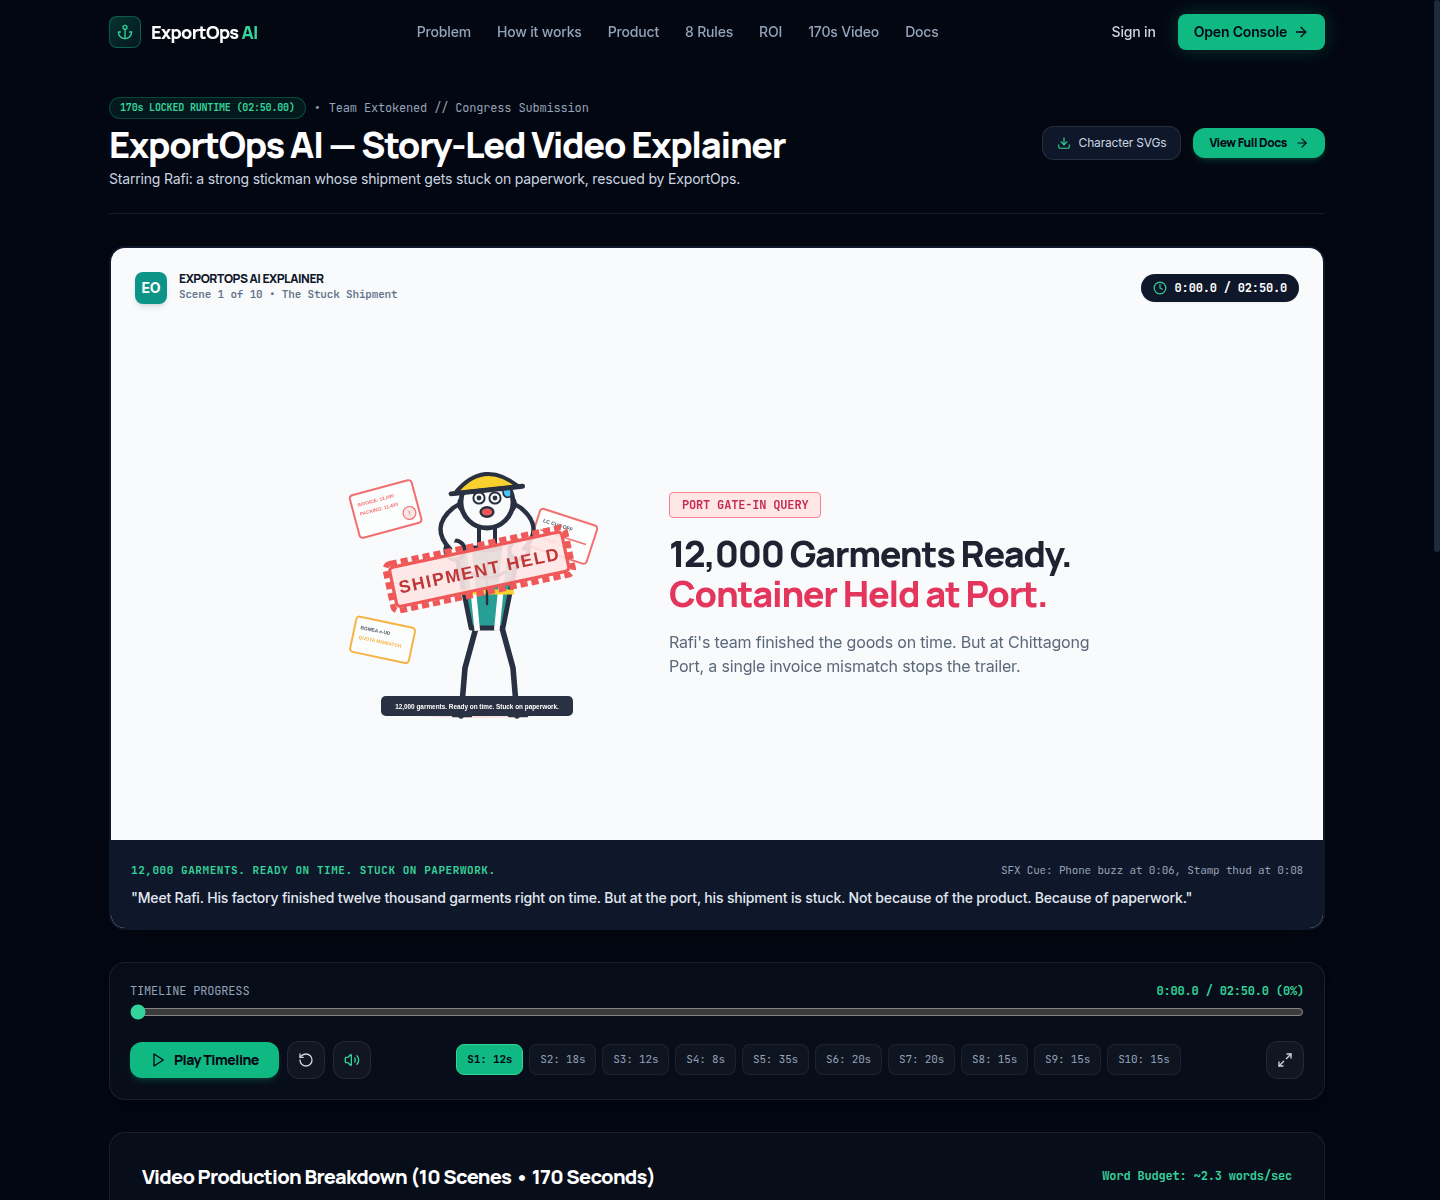 ExportOps AI
Problem
How it works
Product
8 Rules
ROI
170s Video
Docs
Sign in
Open Console
170s LOCKED RUNTIME (02:50.00)
• Team Extokened // Congress Submission
ExportOps AI — Story-Led Video Explainer
Starring Rafi: a strong stickman whose shipment gets stuck on paperwork, rescued by ExportOps.
Character SVGs
View Full Docs
EO
EXPORTOPS AI EXPLAINER
Scene 1 of 10 • The Stuck Shipment
0:00.0 / 02:50.0
INVOICE: 12,000
LC CUT-OFF
SHIPMENT HELD
BGMEA e-UD
QUOTA MISMATCH
12,000 garments. Ready on time. Stuck on paperwork.
PORT GATE-IN QUERY
12,000 Garments Ready.
Container Held at Port.
Rafi's team finished the goods on time. But at Chittagong
Port, a single invoice mismatch stops the trailer.
12,000 GARMENTS. READY ON TIME. STUCK ON PAPERWORK.
SFX Cue: Phone buzz at 0:06, Stamp thud at 0:08
"Meet Rafi. His factory finished twelve thousand garments right on time. But at the port, his shipment is stuck. Not because of the product. Because of paperwork."
TIMELINE PROGRESS
0:00.0 / 02:50.0 (0%)
Play Timeline
S1: 12s
S2: 18s
S3: 12s
S4: 8s
S5: 35s
S6: 20s
S7: 20s
S8: 15s
S9: 15s
S10: 15s
Video Production Breakdown (10 Scenes • 170 Seconds)
Word Budget: ~2.3 words/sec